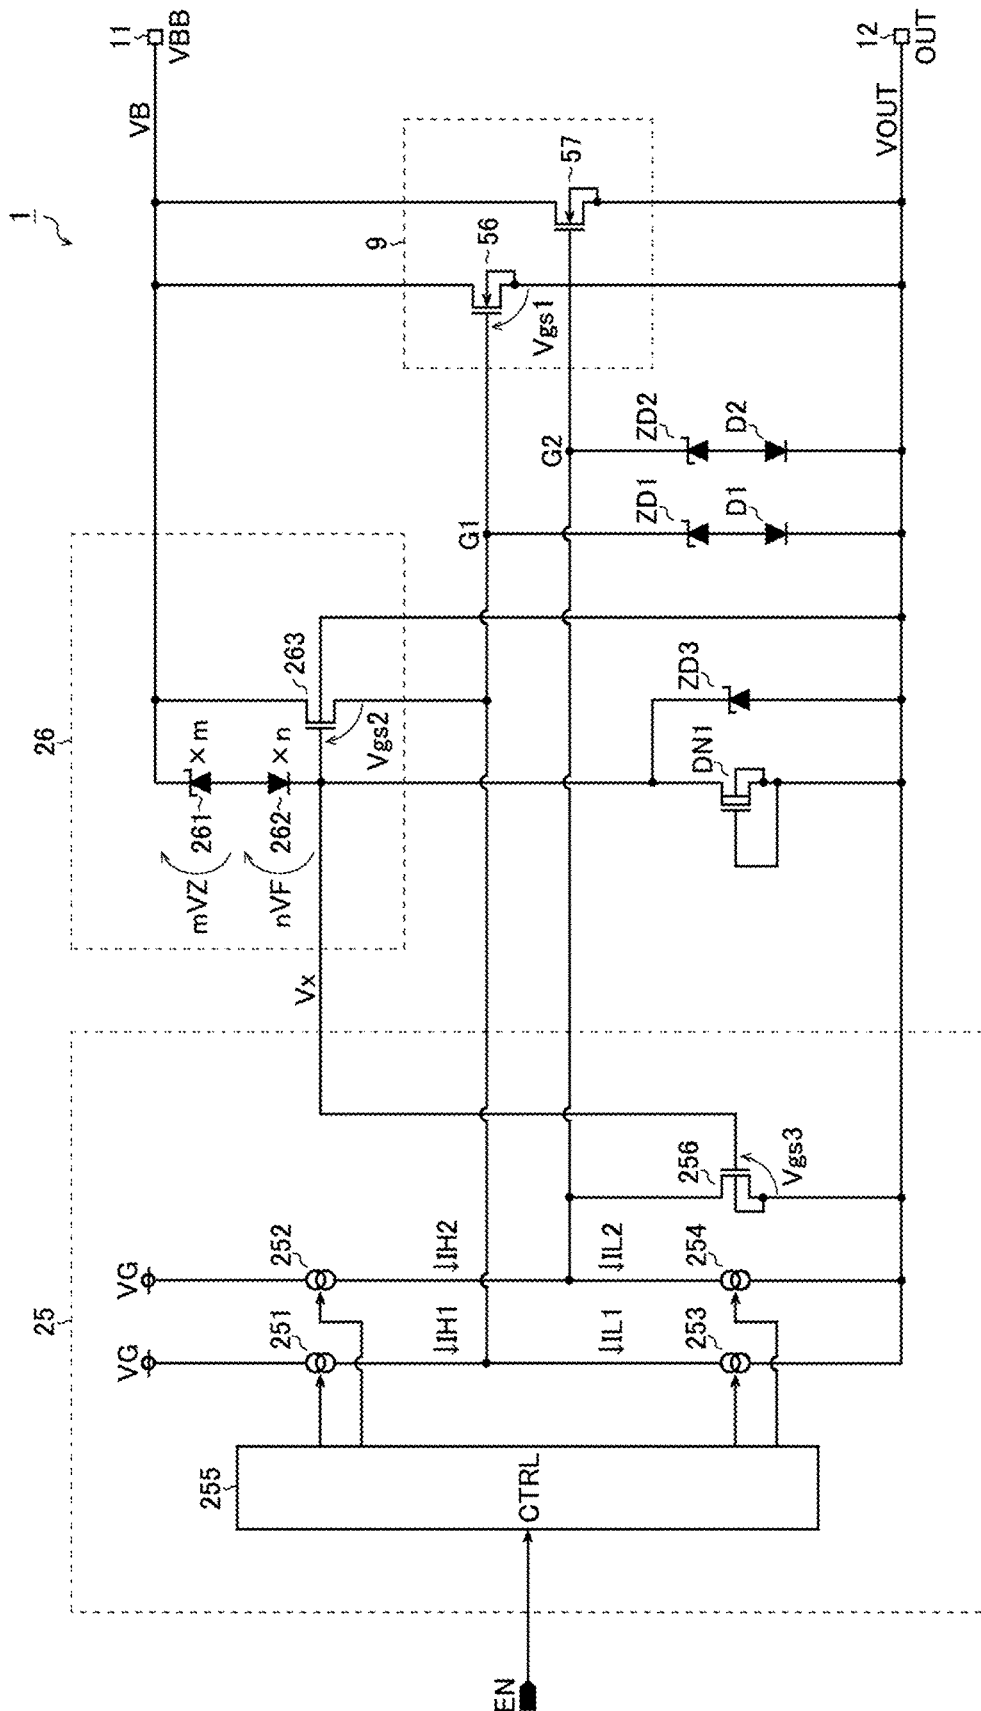 1
11
VBB
VB
12
OUT
VOUT
9
57
56
Vgs1
G2
G1
ZD2
D2
ZD1
D1
26
263
Vgs2
×m
×n
261
262
mVZ
nVF
ZD3
DN1
Vx
25
256
Vgs3
VG
252
↓IH2
↓IL2
254
VG
251
↓IH1
↓IL1
253
255
CTRL
EN